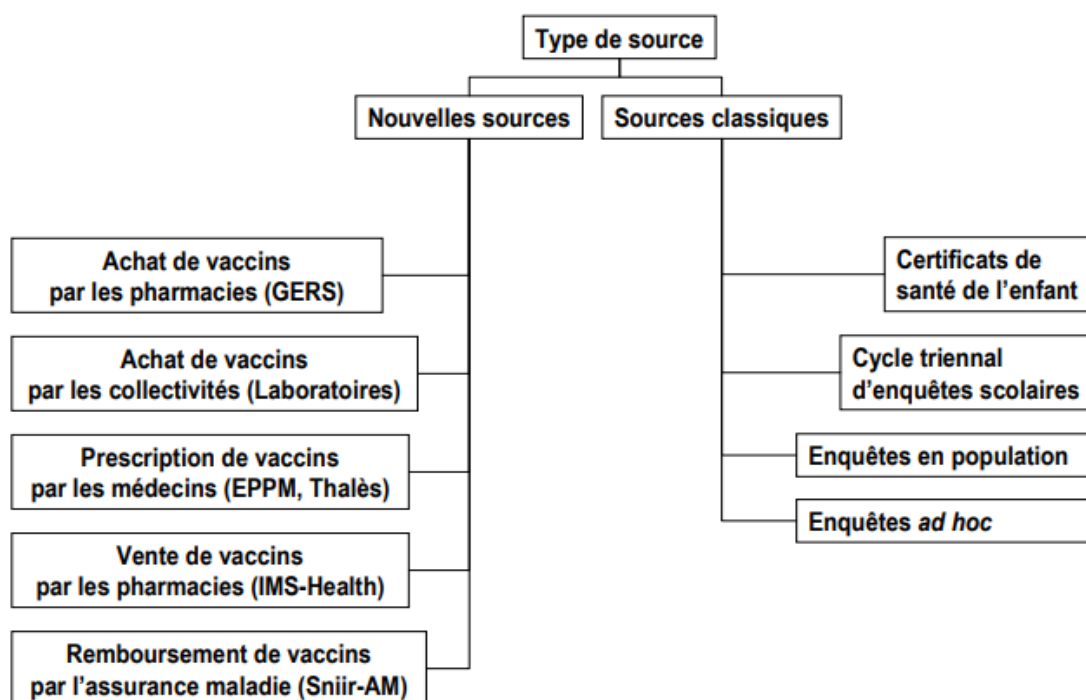 Type de source
Nouvelles sources
Sources classiques
Achat de vaccins
par les pharmacies (GERS)
Achat de vaccins
par les collectivités (Laboratoires)
Prescription de vaccins
par les médecins (EPPM, Thalès)
Vente de vaccins
par les pharmacies (IMS-Health)
Remboursement de vaccins
par l'assurance maladie (Sniir-AM)
Certificats de
santé de l'enfant
Cycle triennal
d'enquêtes scolaires
Enquêtes en population
Enquêtes ad hoc